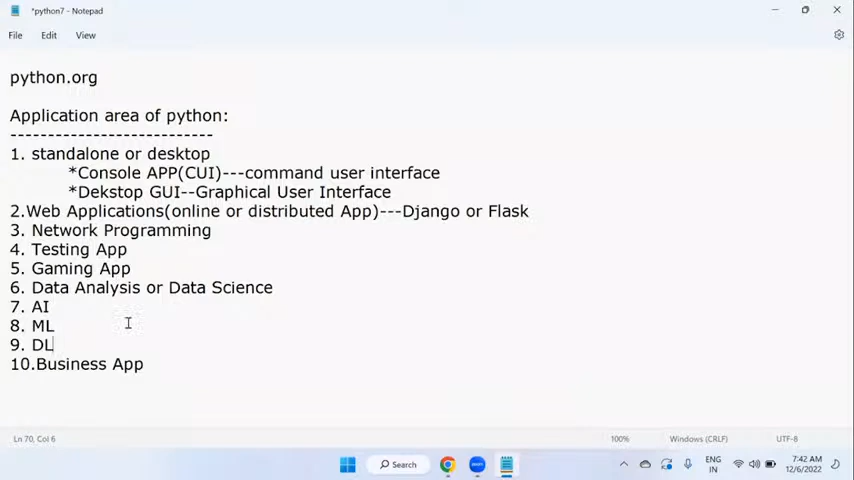 *python7 - Notepad
File Edit View
python.org
Application area of python:
---------------------------
1. standalone or desktop
*Console APP(CUI)---command user interface
*Dekstop GUI--Graphical User Interface
2.Web Applications(online or distributed App)---Django or Flask
3. Network Programming
4. Testing App
5. Gaming App
6. Data Analysis or Data Science
7. AI
8. ML
9. DL
10.Business App
Ln 70, Col 6 100% Windows (CRLF) UTF-8
Search zoom ENG IN 7:42 AM 12/6/2022